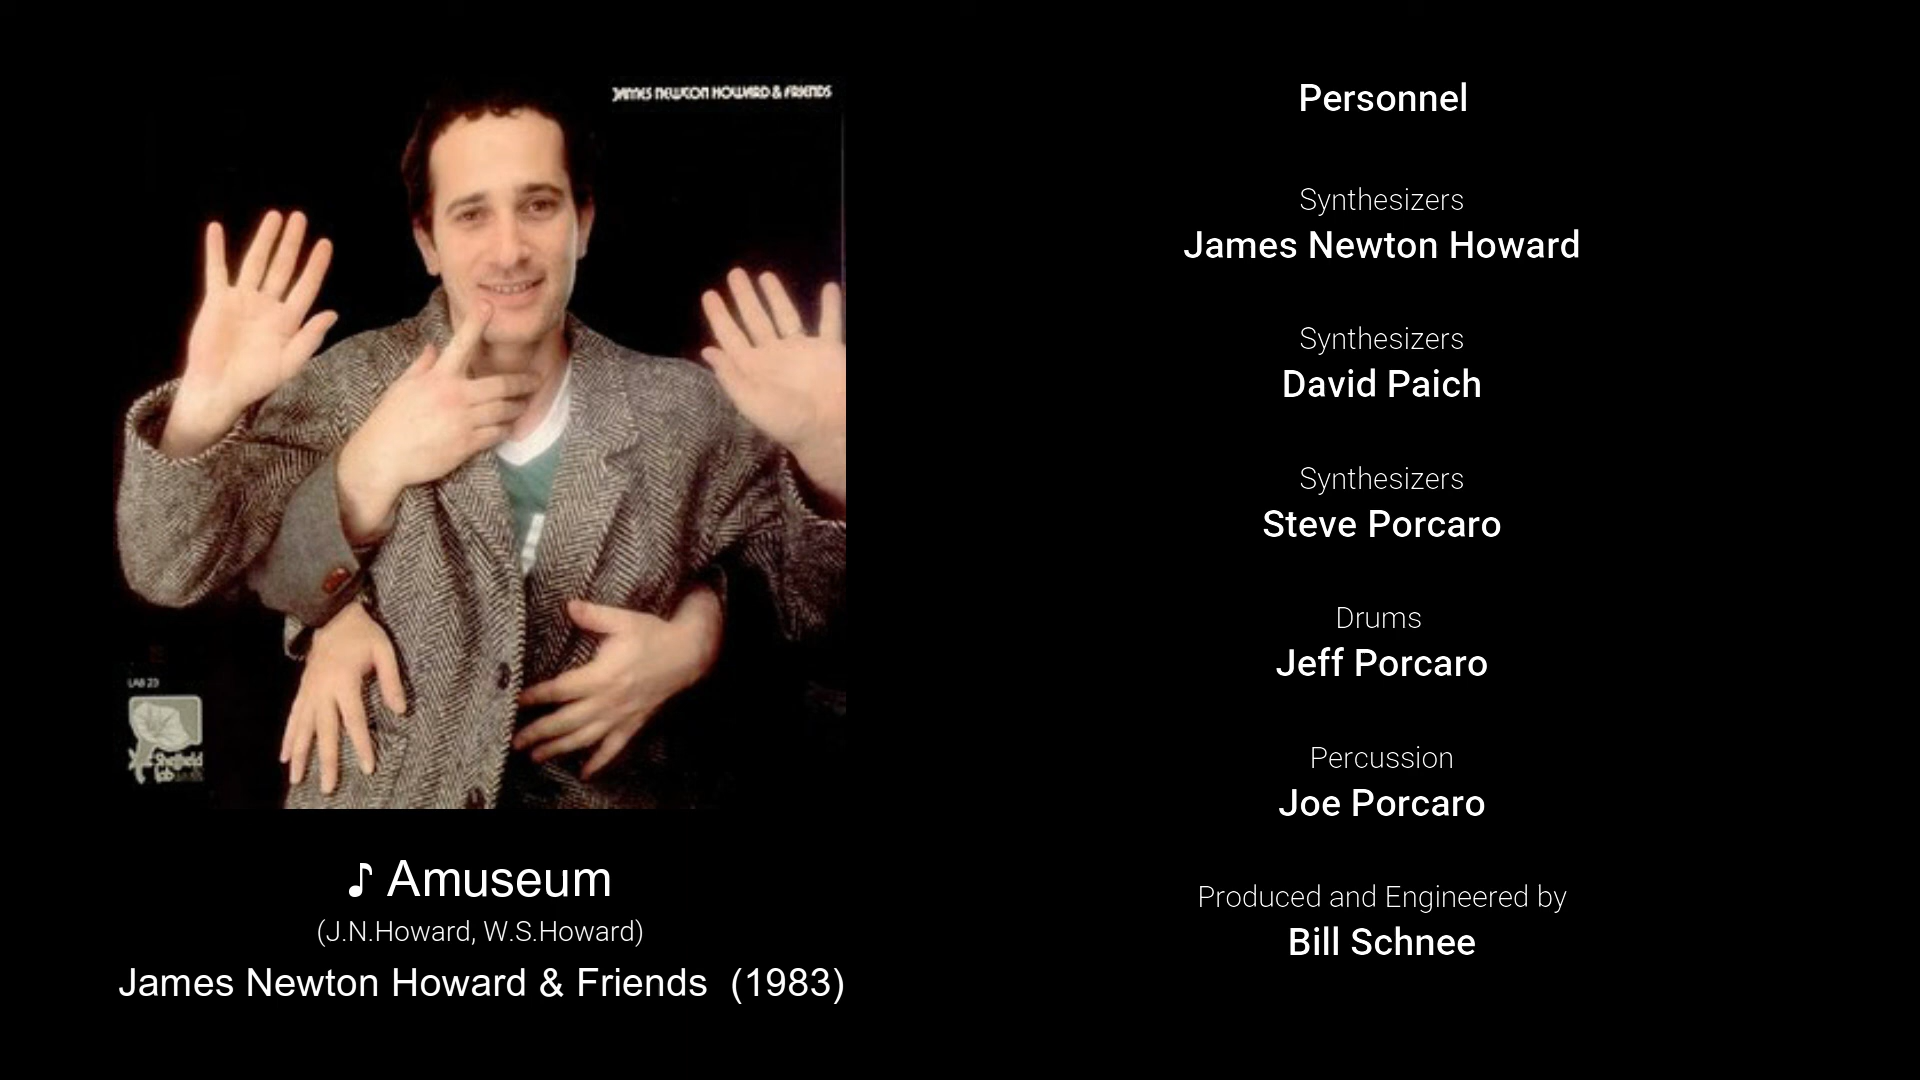 JAMES NEWTON HOWARD & FRIENDS
LAB 23
Sheffield
Lab
♪ Amuseum
(J.N.Howard, W.S.Howard)
James Newton Howard & Friends (1983)
Personnel
Synthesizers
James Newton Howard
Synthesizers
David Paich
Synthesizers
Steve Porcaro
Drums
Jeff Porcaro
Percussion
Joe Porcaro
Produced and Engineered by
Bill Schnee